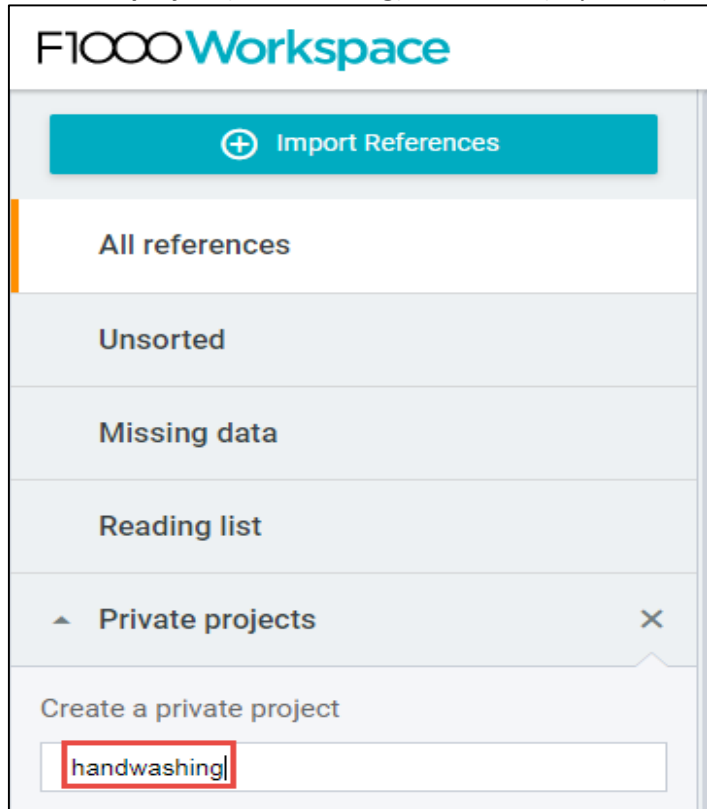 F1000Workspace
Import References
All references
Unsorted
Missing data
Reading list
Private projects
Create a private project
handwashing